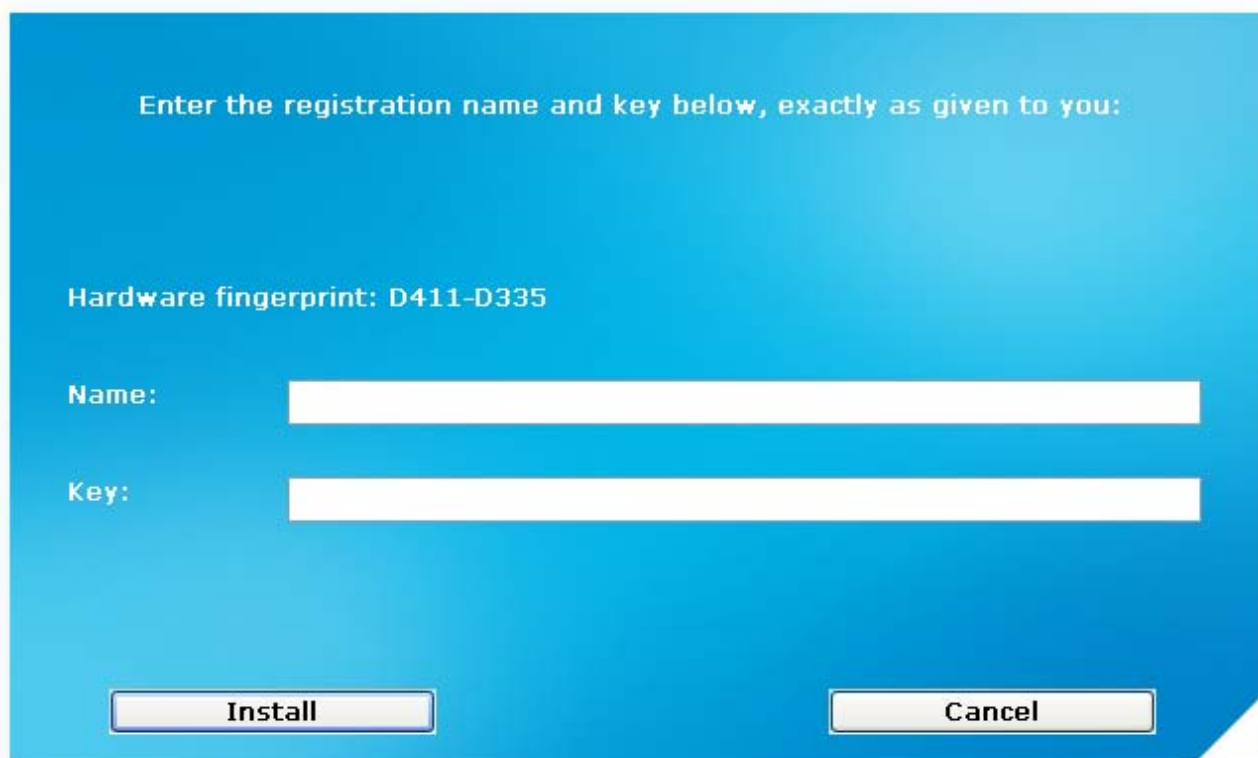 Enter the registration name and key below, exactly as given to you:
Hardware fingerprint: D411-D335
Name:
Key:
Install
Cancel